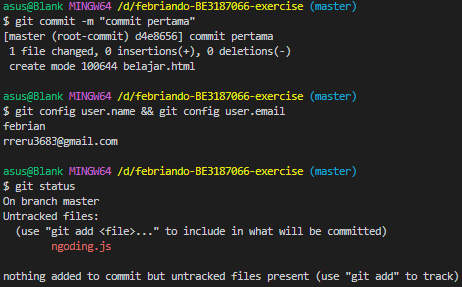 asus@Blank MINGW64 /d/febriando-BE3187066-exercise (master)
$ git commit -m "commit pertama"
[master (root-commit) d4e8656] commit pertama
1 file changed, 0 insertions(+), 0 deletions(-)
create mode 100644 belajar.html
asus@Blank MINGW64 /d/febriando-BE3187066-exercise (master)
$ git config user.name && git config user.email
febrian
rreru3683@gmail.com
asus@Blank MINGW64 /d/febriando-BE3187066-exercise (master)
$ git status
On branch master
Untracked files:
(use "git add <file>..." to include in what will be committed)
ngoding.js
nothing added to commit but untracked files present (use "git add" to track)